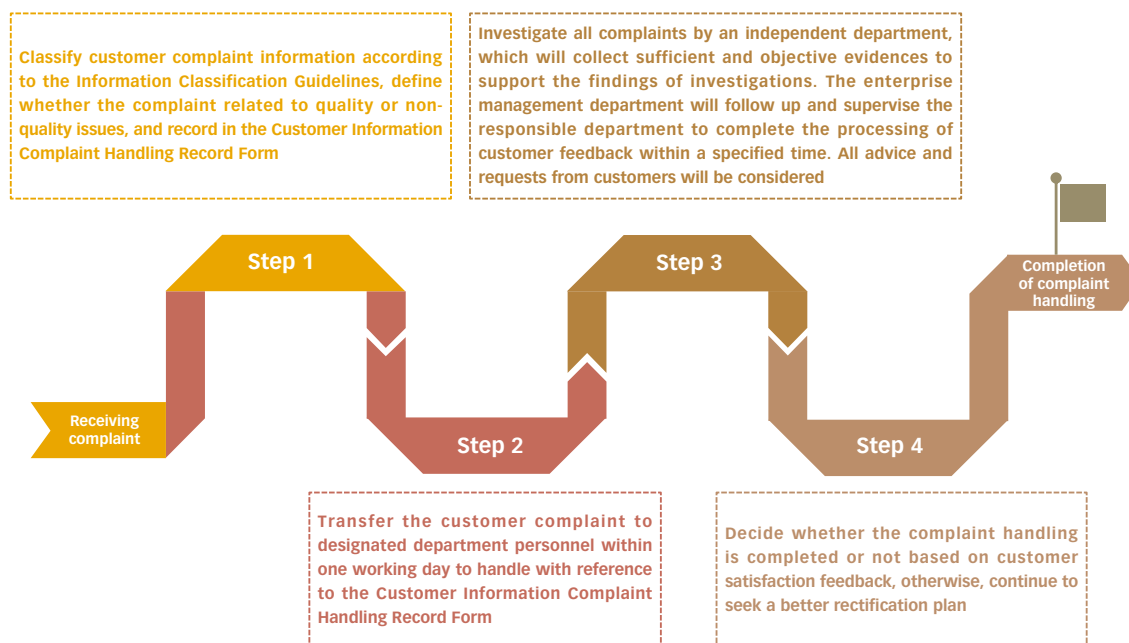 Classify customer complaint information according
to the Information Classification Guidelines, define
whether the complaint related to quality or non-
quality issues, and record in the Customer Information
Complaint Handling Record Form
Investigate all complaints by an independent department,
which will collect sufficient and objective evidences to
support the findings of investigations. The enterprise
management department will follow up and supervise the
responsible department to complete the processing of
customer feedback within a specified time. All advice and
requests from customers will be considered
Step 1
Step 3
Completion
of complaint
handling
Receiving
complaint
Step 2
Step 4
Transfer the customer complaint to
designated department personnel within
one working day to handle with reference
to the Customer Information Complaint
Handling Record Form
Decide whether the complaint handling
is completed or not based on customer
satisfaction feedback, otherwise, continue to
seek a better rectification plan